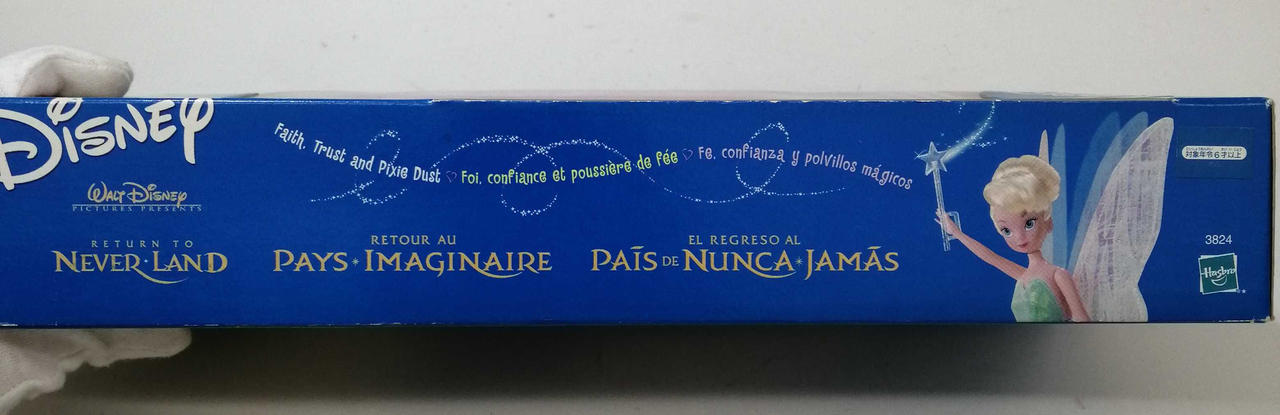 DISNEY
Faith, Trust and Pixie Dust ♡ Foi, confiance et poussière de fée ♡ Fe, confianza y polvillos mágicos
WALT DISNEY
PICTURES PRESENTS
RETURN TO
NEVER·LAND
RETOUR AU
PAYS*IMAGINAIRE
EL REGRESO AL
PAÍS DE NUNCA*JAMÁS
対象年令6才以上
3824
Hasbro